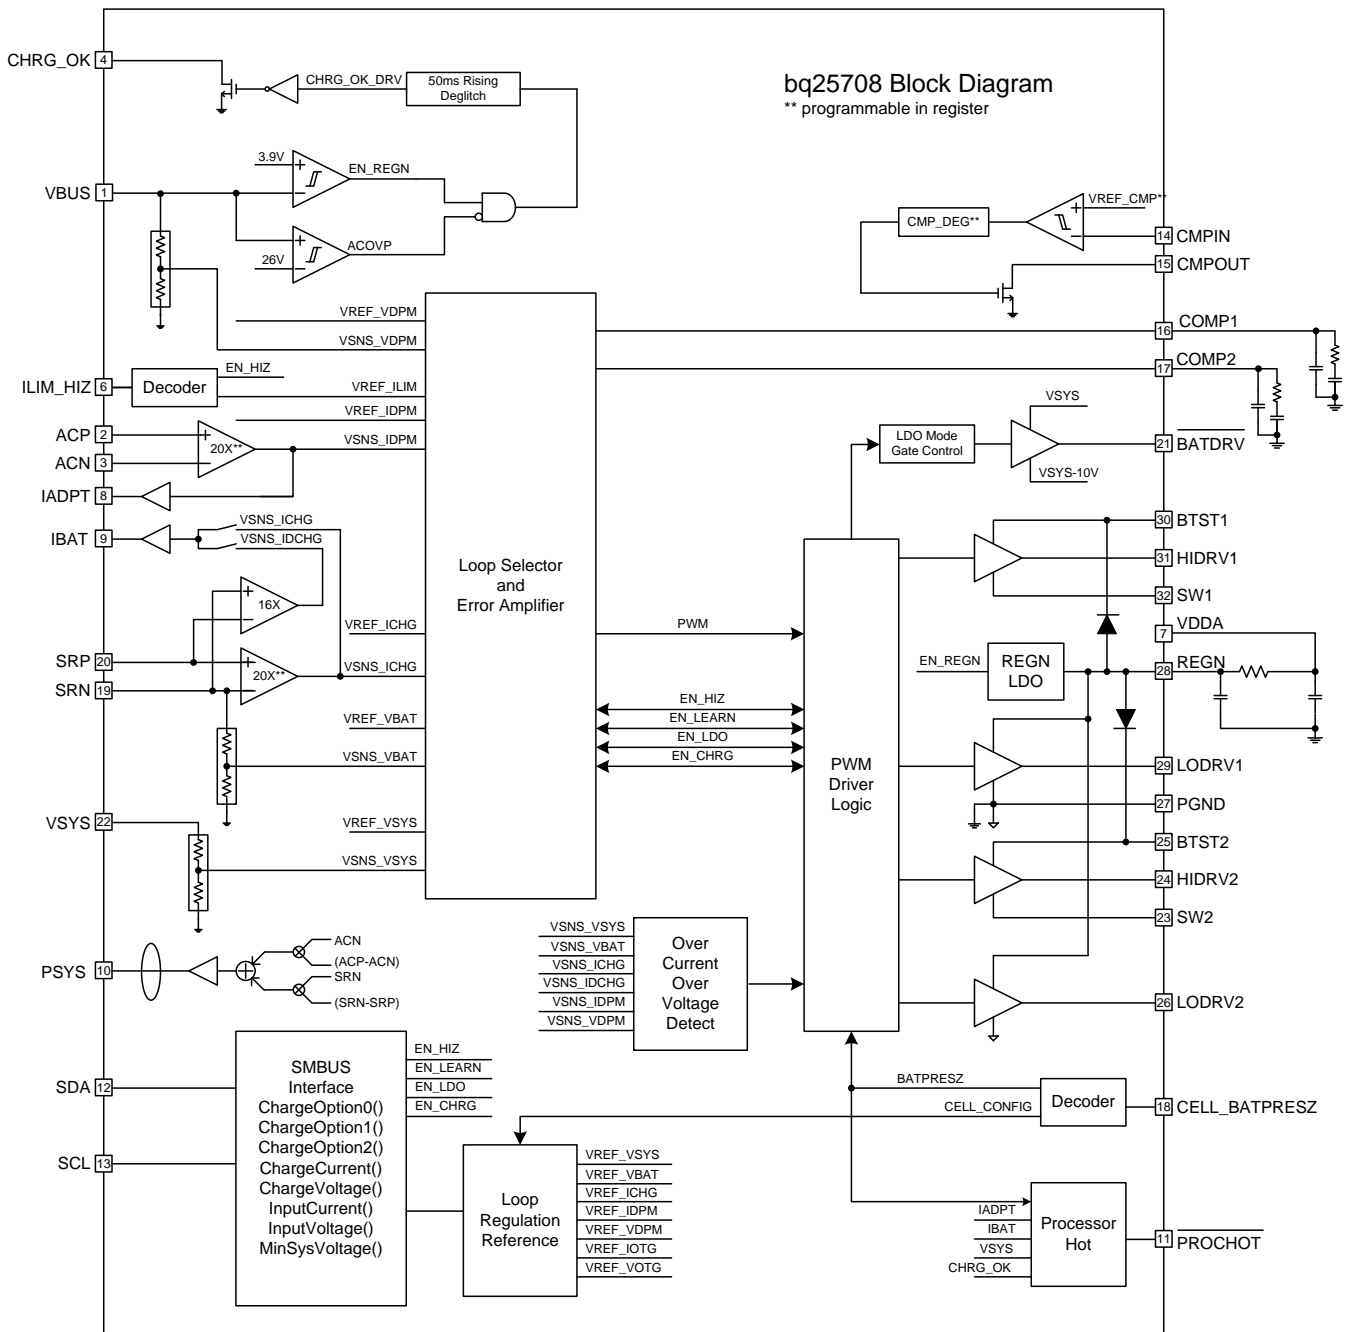 bq25708 Block Diagram
** programmable in register
CHRG_OK
4
CHRG_OK_DRV
50ms Rising
Deglitch
3.9V
+
−
EN_REGN
VBUS
1
+
−
26V
ACOVP
VREF_CMP**
+
−
CMP_DEG**
14
CMPIN
15
CMPOUT
VREF_VDPM
VSNS_VDPM
16
COMP1
17
COMP2
ILIM_HIZ
6
Decoder
EN_HIZ
VREF_ILIM
VREF_IDPM
ACP
2
+
20X**
−
VSNS_IDPM
ACN
3
IADPT
8
IBAT
9
VSNS_ICHG
VSNS_IDCHG
+
16X
−
VREF_ICHG
SRP
20
+
20X**
−
VSNS_ICHG
SRN
19
VREF_VBAT
VSNS_VBAT
VSYS
22
VREF_VSYS
VSNS_VSYS
Loop Selector
and
Error Amplifier
PWM
EN_HIZ
EN_LEARN
EN_LDO
EN_CHRG
PWM
Driver
Logic
LDO Mode
Gate Control
VSYS
VSYS-10V
21
BATDRV
30
BTST1
31
HIDRV1
32
SW1
7
VDDA
EN_REGN
REGN
LDO
28
REGN
29
LODRV1
27
PGND
25
BTST2
24
HIDRV2
23
SW2
26
LODRV2
PSYS
10
ACN
(ACP-ACN)
SRN
(SRN-SRP)
VSNS_VSYS
VSNS_VBAT
VSNS_ICHG
VSNS_IDCHG
VSNS_IDPM
VSNS_VDPM
Over
Current
Over
Voltage
Detect
SDA
12
SCL
13
SMBUS
Interface
ChargeOption0()
ChargeOption1()
ChargeOption2()
ChargeCurrent()
ChargeVoltage()
InputCurrent()
InputVoltage()
MinSysVoltage()
EN_HIZ
EN_LEARN
EN_LDO
EN_CHRG
Loop
Regulation
Reference
VREF_VSYS
VREF_VBAT
VREF_ICHG
VREF_IDPM
VREF_VDPM
VREF_IOTG
VREF_VOTG
BATPRESZ
CELL_CONFIG
Decoder
18
CELL_BATPRESZ
IADPT
IBAT
VSYS
CHRG_OK
Processor
Hot
11
PROCHOT